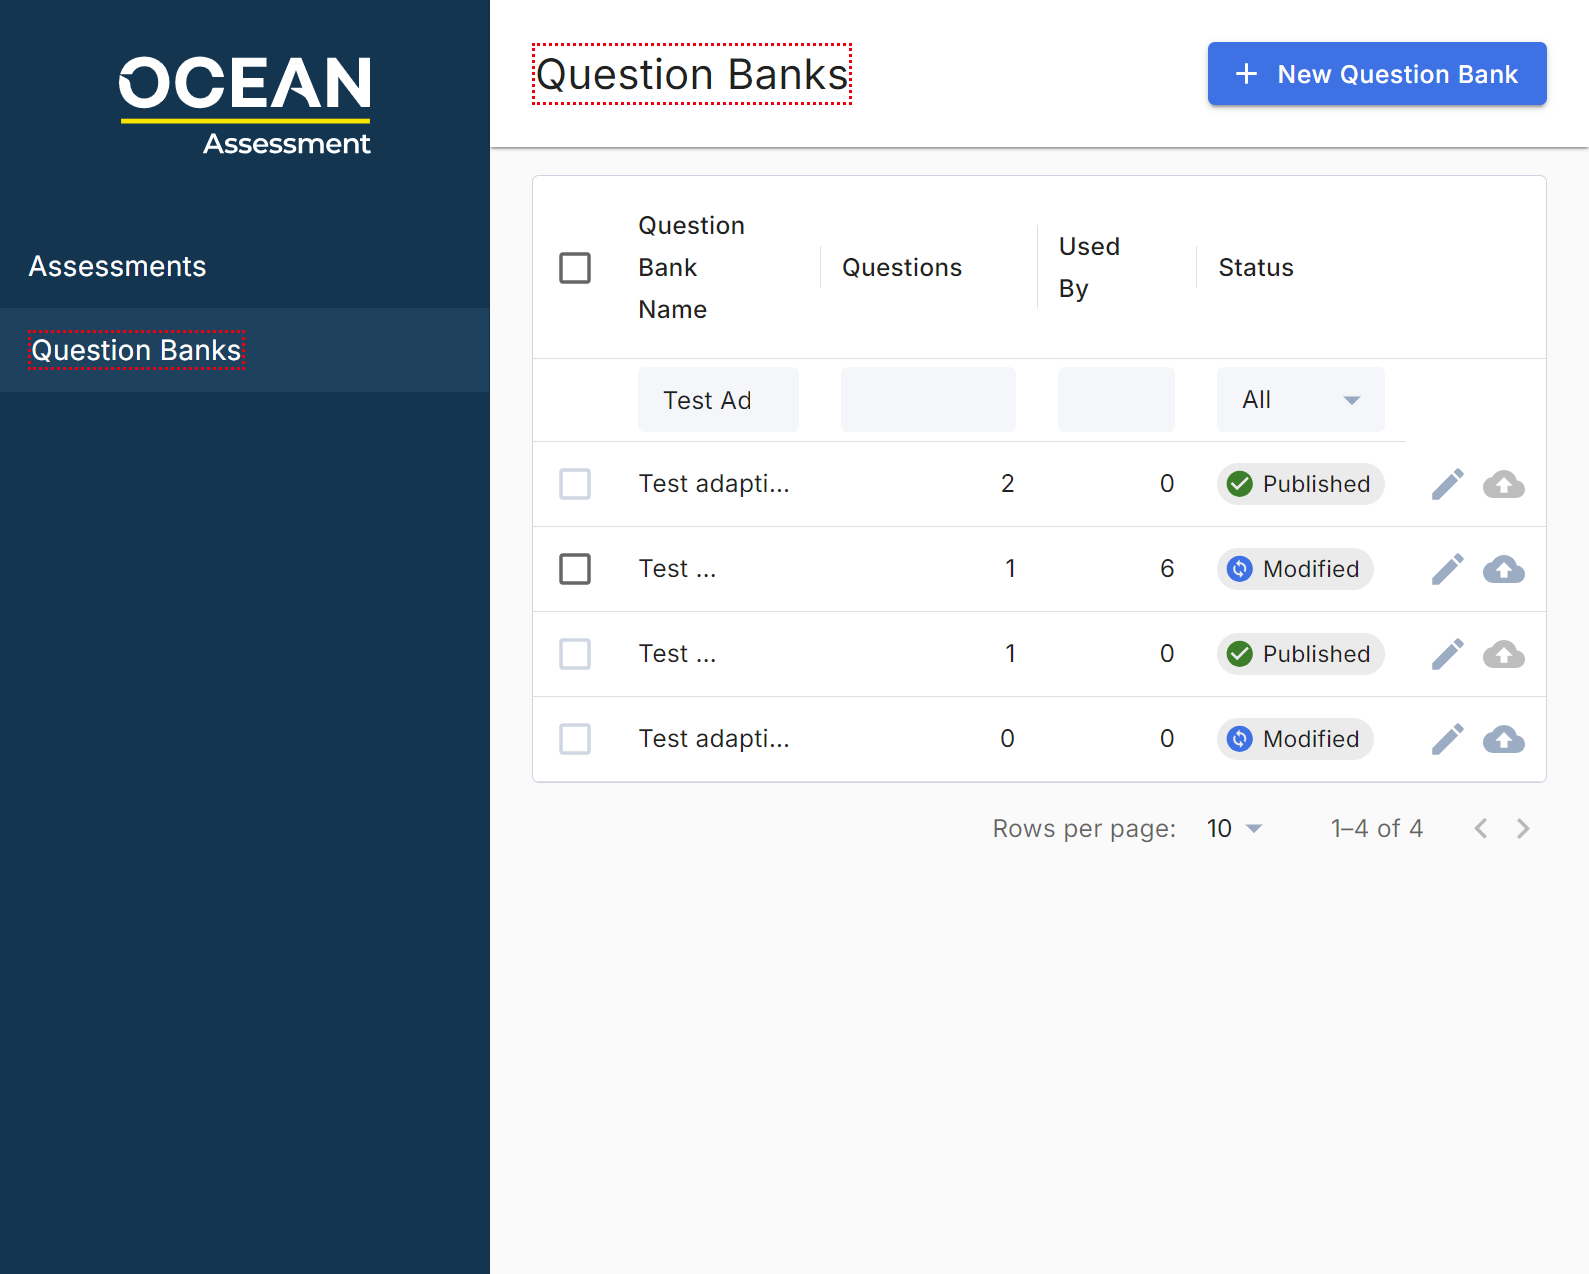 OCEAN
Assessment
Assessments
Question Banks
Question Banks
New Question Bank
Question Bank Name
Questions
Used By
Status
Test Ad
All
Test adapti... 2 0 Published
Test ... 1 6 Modified
Test ... 1 0 Published
Test adapti... 0 0 Modified
Rows per page: 10 1–4 of 4